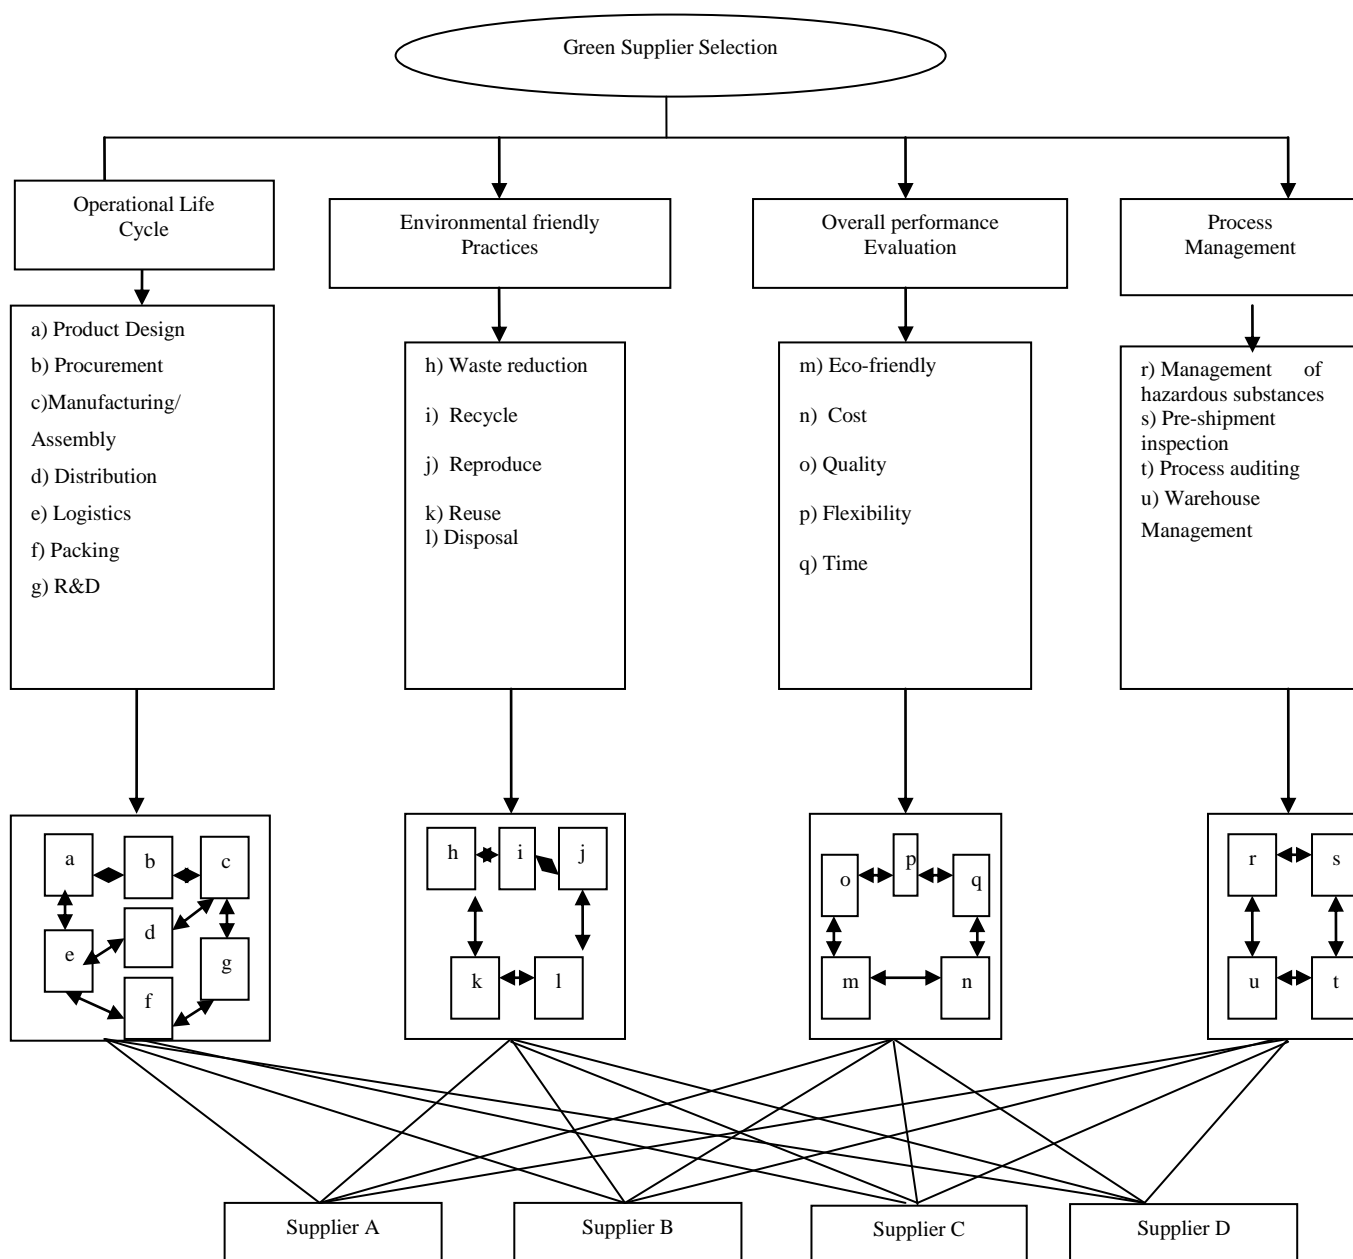 Green Supplier Selection
Operational Life
Cycle
Environmental friendly
Practices
Overall performance
Evaluation
Process
Management
a) Product Design
b) Procurement
c)Manufacturing/
Assembly
d) Distribution
e) Logistics
f) Packing
g) R&D
h) Waste reduction
i) Recycle
j) Reproduce
k) Reuse
l) Disposal
m) Eco-friendly
n) Cost
o) Quality
p) Flexibility
q) Time
r) Management of
hazardous substances
s) Pre-shipment
inspection
t) Process auditing
u) Warehouse
Management
a b c
d
e g
f
h i j
k l
o p q
m n
r s
u t
Supplier A
Supplier B
Supplier C
Supplier D